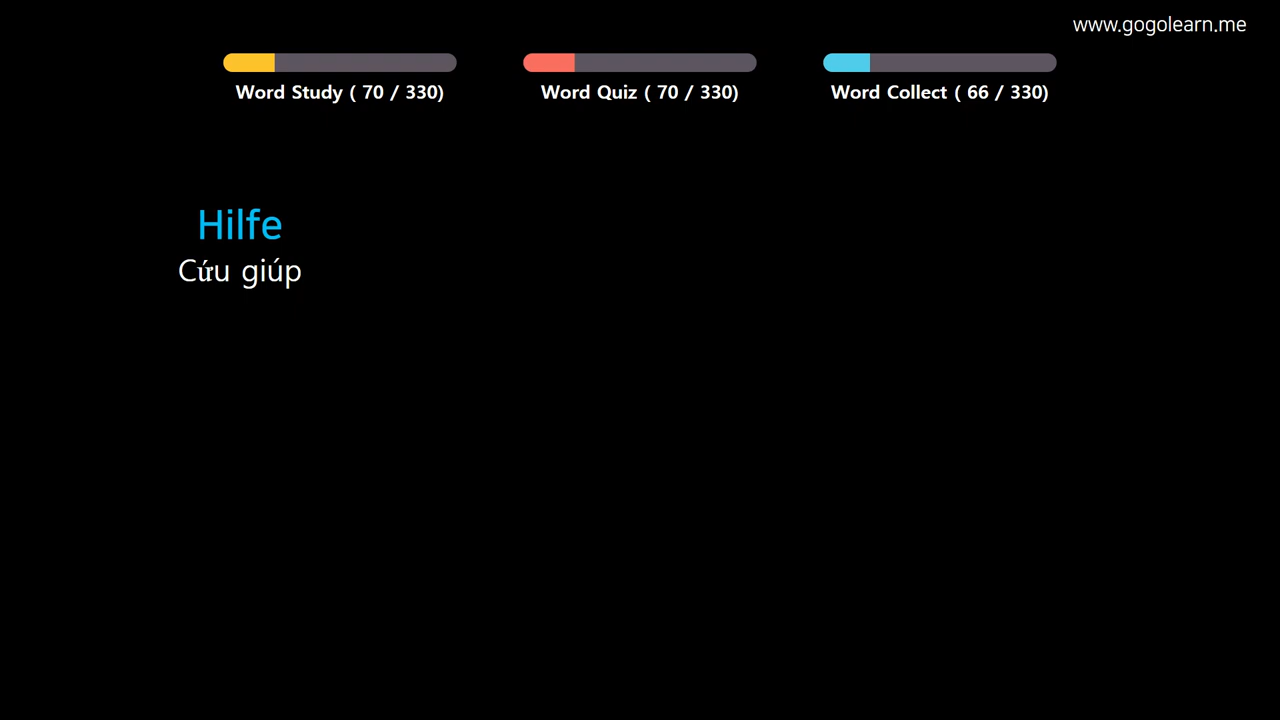 www.gogolearn.me
Word Study ( 70 / 330)
Word Quiz ( 70 / 330)
Word Collect ( 66 / 330)
Hilfe
Cứu giúp